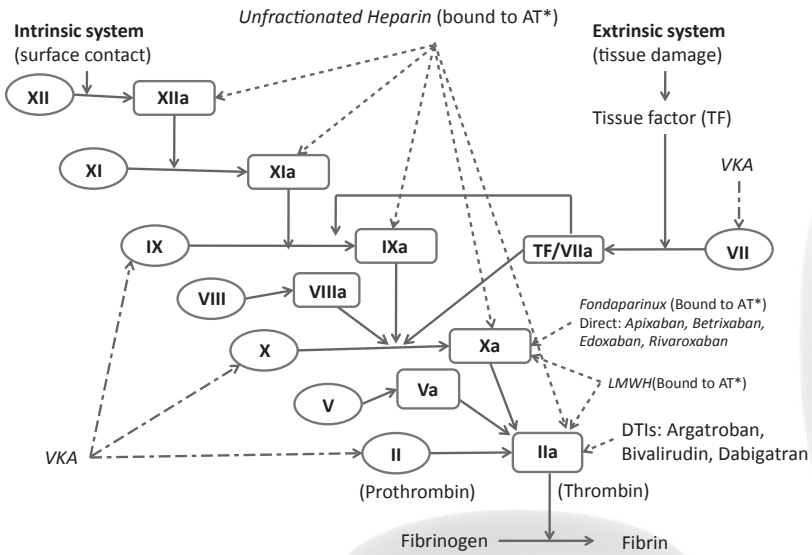 Unfractionated Heparin (bound to AT*)
Intrinsic system
(surface contact)
Extrinsic system
(tissue damage)
XII
XIIa
Tissue factor (TF)
XI
XIa
VKA
IX
IXa
TF/VIIa
VII
VIII
VIIIa
Fondaparinux (Bound to AT*)
Direct: Apixaban, Betrixaban,
Edoxaban, Rivaroxaban
X
Xa
LMWH(Bound to AT*)
V
Va
VKA
II
IIa
DTIs: Argatroban,
Bivalirudin, Dabigatran
(Prothrombin)
(Thrombin)
Fibrinogen
Fibrin